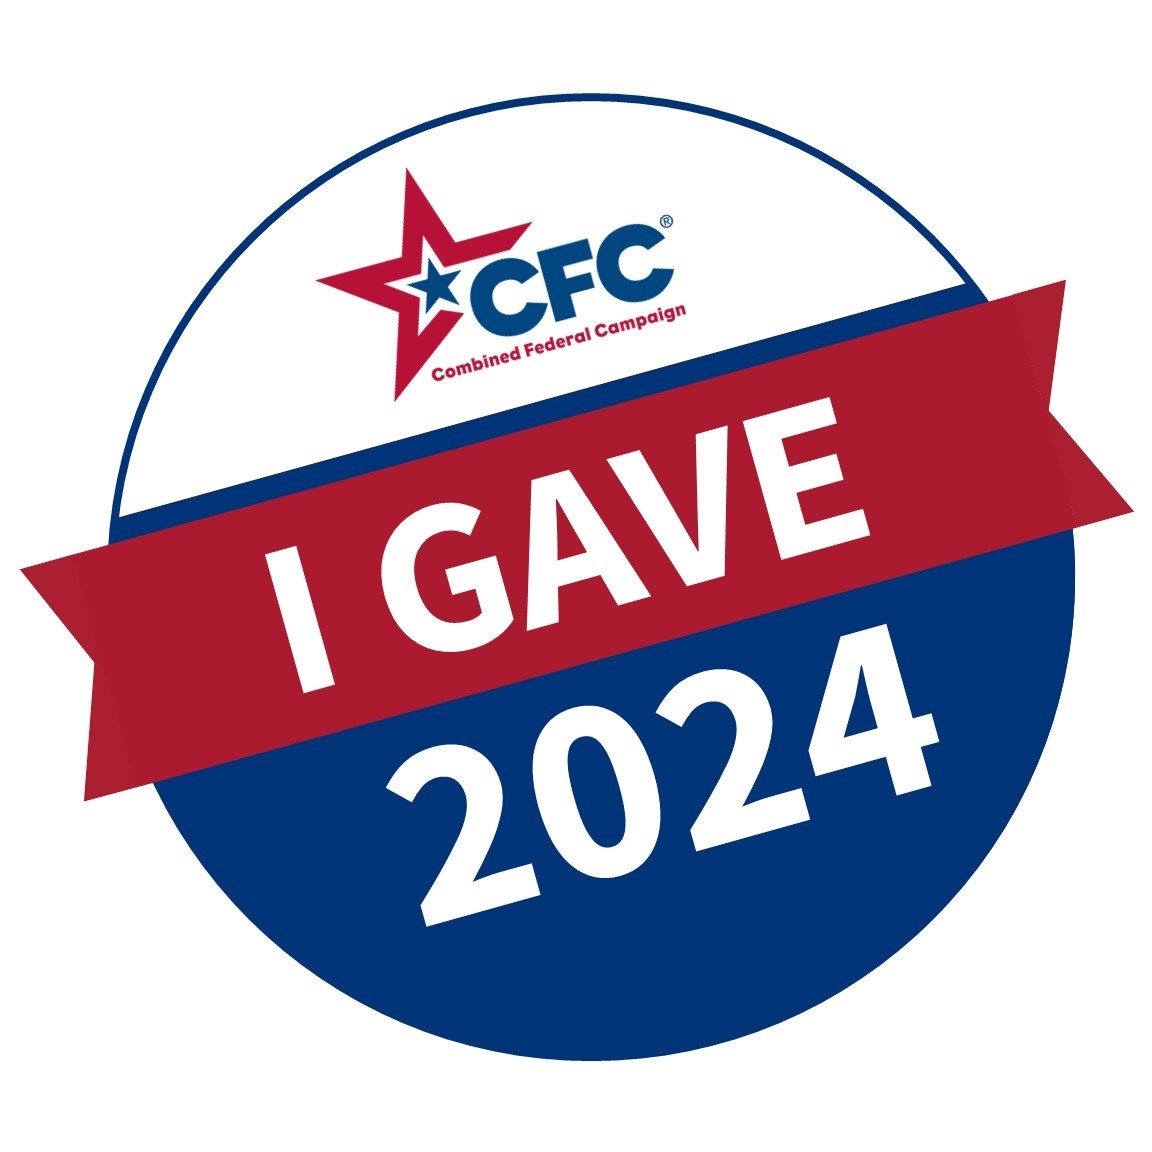 CFC®
Combined Federal Campaign
I GAVE
2024